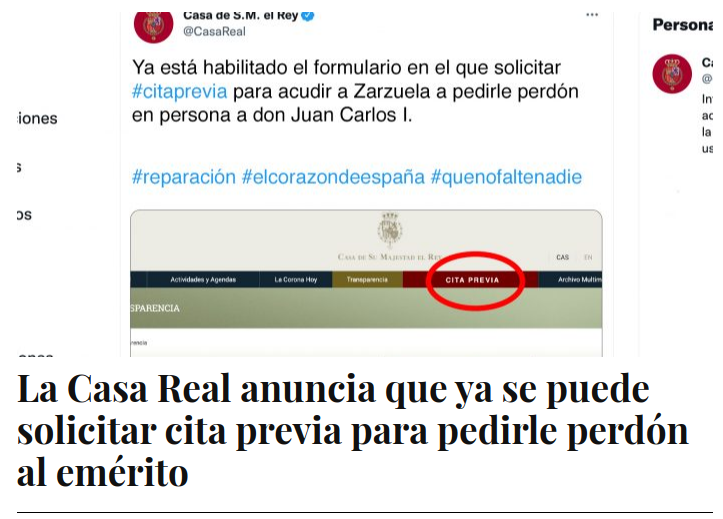 Casa de S.M. el Rey
@CasaReal
Ya está habilitado el formulario en el que solicitar
#citaprevia para acudir a Zarzuela a pedirle perdón
en persona a don Juan Carlos I.
#reparación #elcorazondeespaña #quenofaltenadie
CASA DE SU MAJESTAD EL REY
CAS EN
Actividades y Agendas La Corona Hoy Transparencia CITA PREVIA Archivo Multim
SPARENCIA
rencia
iones
s
os
Persona
Ca
@
In
ac
la
us
La Casa Real anuncia que ya se puede
solicitar cita previa para pedirle perdón
al emérito